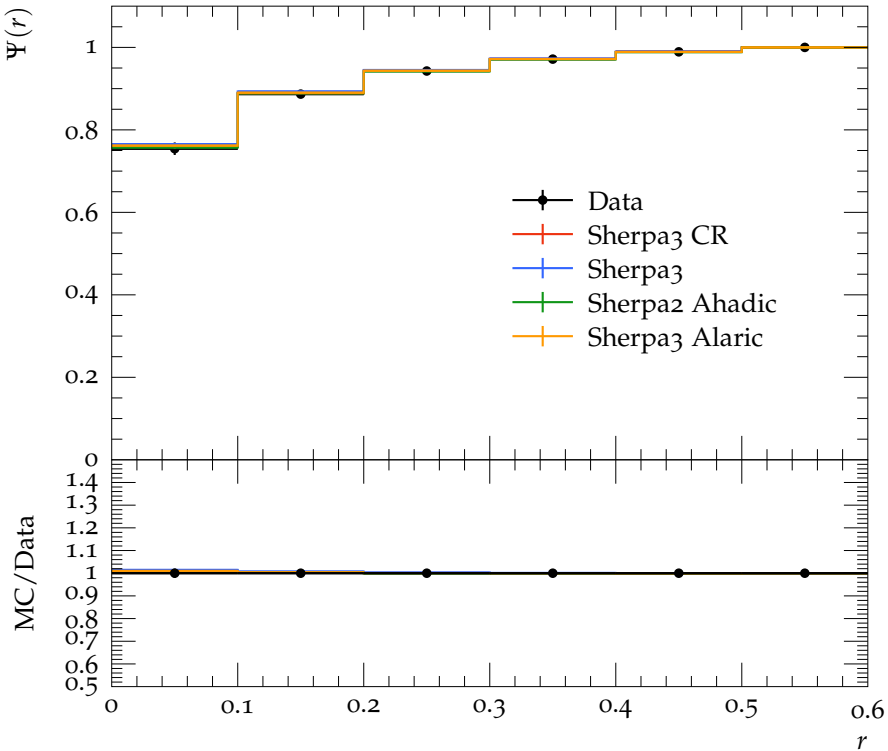 Ψ(r)
1
0.8
0.6
0.4
0.2
0
Data
Sherpa3 CR
Sherpa3
Sherpa2 Ahadic
Sherpa3 Alaric
MC/Data
1.4
1.3
1.2
1.1
1
0.9
0.8
0.7
0.6
0.5
0 0.1 0.2 0.3 0.4 0.5 0.6
r